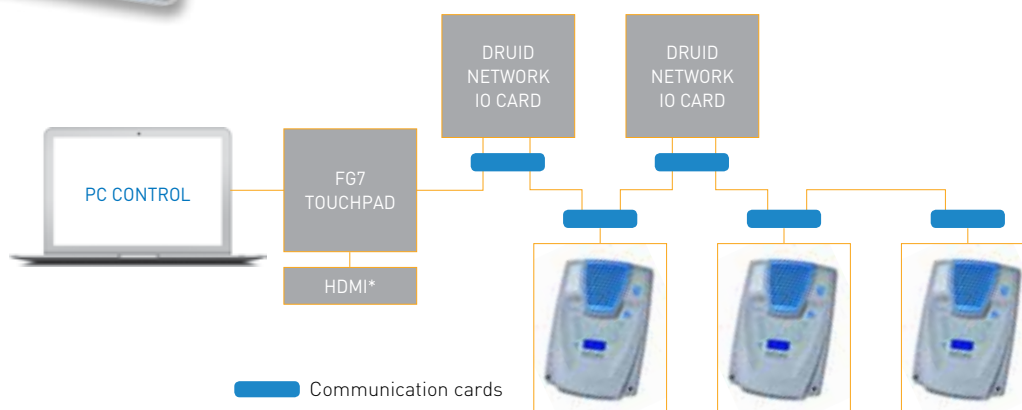 DRUID
NETWORK
IO CARD
DRUID
NETWORK
IO CARD
PC CONTROL
FG7
TOUCHPAD
HDMI*
Communication cards